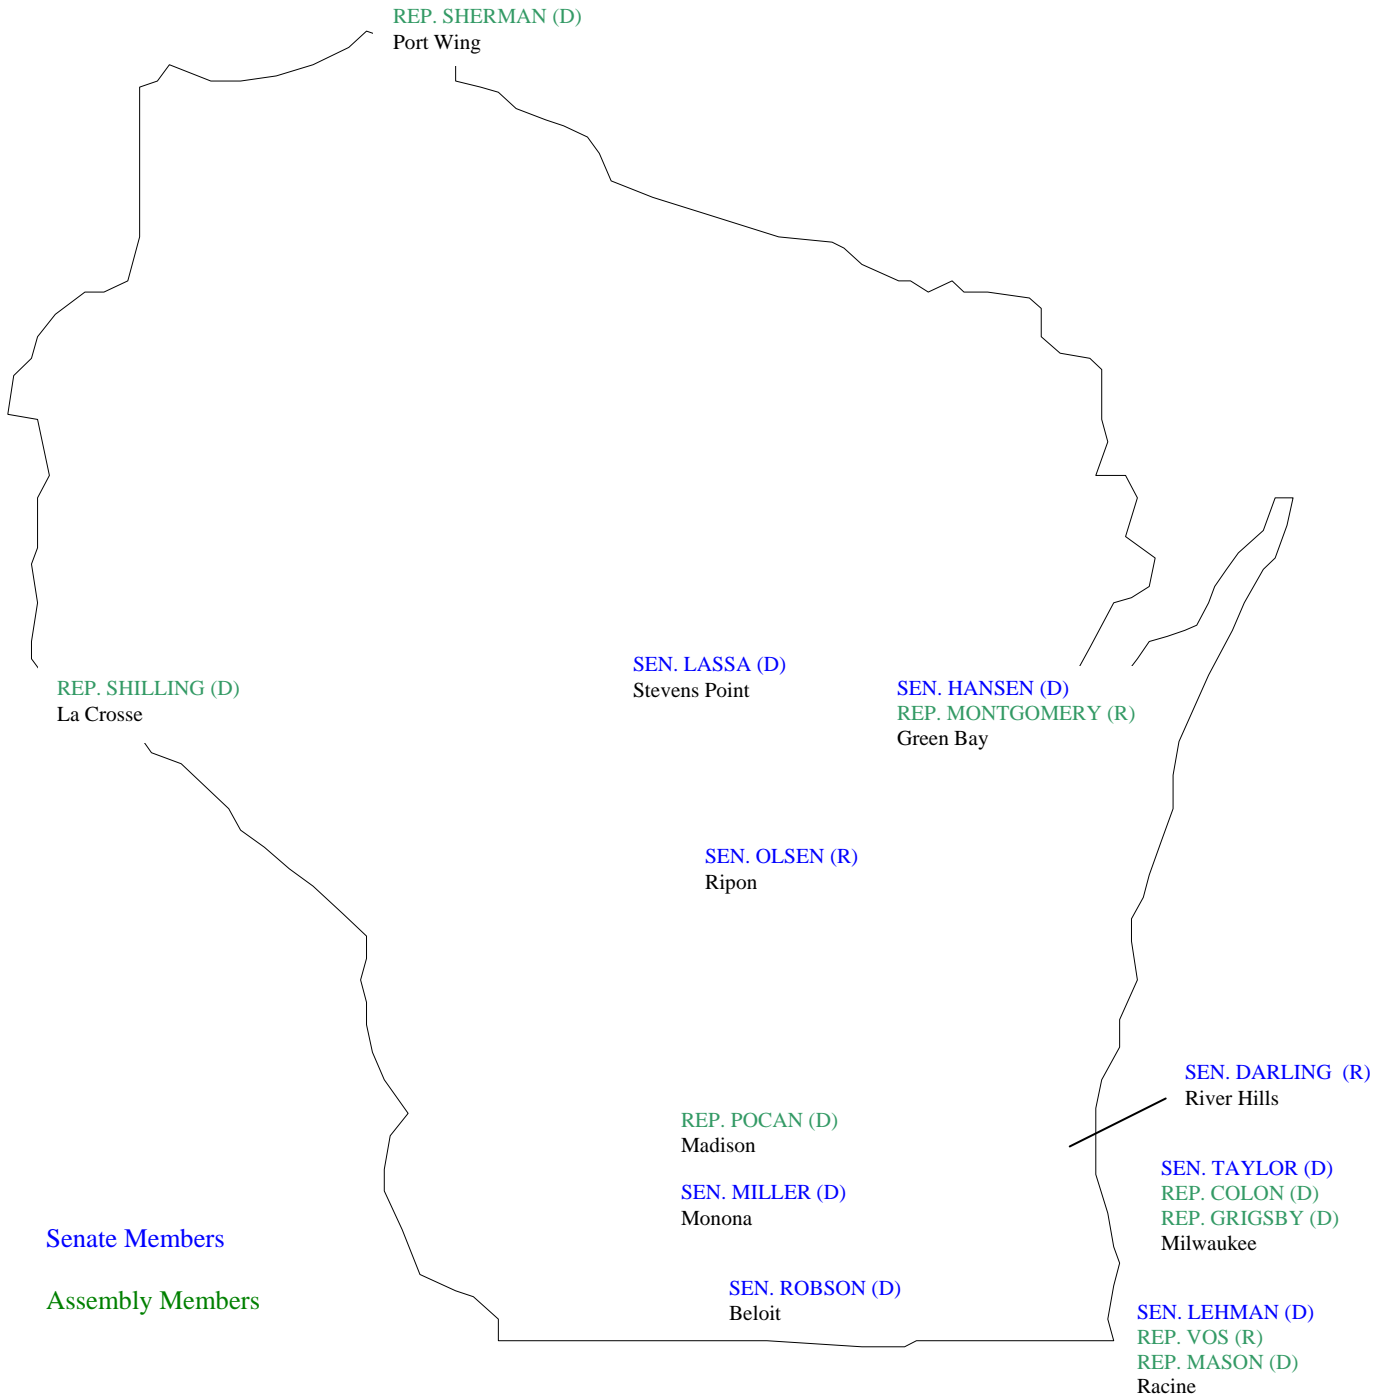 REP. SHERMAN (D)
Port Wing
SEN. LASSA (D)
Stevens Point
REP. SHILLING (D)
La Crosse
SEN. HANSEN (D)
REP. MONTGOMERY (R)
Green Bay
SEN. OLSEN (R)
Ripon
SEN. DARLING (R)
River Hills
REP. POCAN (D)
Madison
SEN. TAYLOR (D)
REP. COLON (D)
REP. GRIGSBY (D)
Milwaukee
SEN. MILLER (D)
Monona
Senate Members
Assembly Members
SEN. ROBSON (D)
Beloit
SEN. LEHMAN (D)
REP. VOS (R)
REP. MASON (D)
Racine